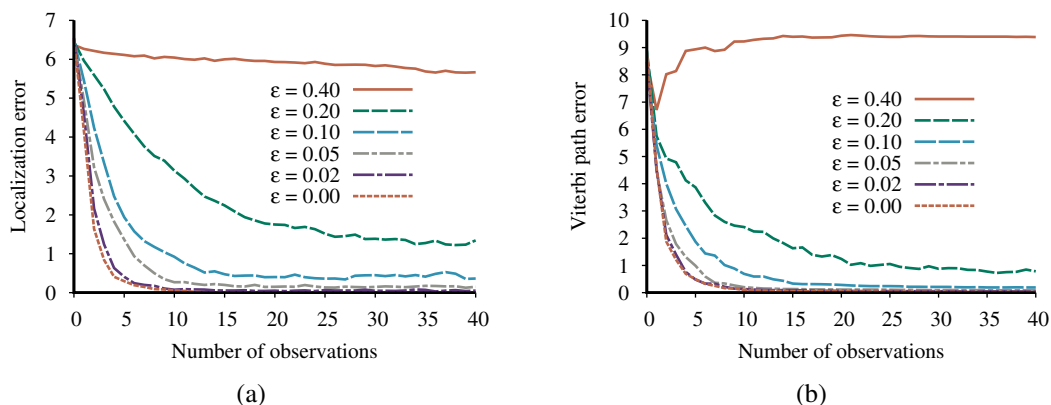 Localization error
7
6
5
4
3
2
1
0
0 5 10 15 20 25 30 35 40
Number of observations
ε = 0.40
ε = 0.20
ε = 0.10
ε = 0.05
ε = 0.02
ε = 0.00
(a)
Viterbi path error
10
9
8
7
6
5
4
3
2
1
0
0 5 10 15 20 25 30 35 40
Number of observations
ε = 0.40
ε = 0.20
ε = 0.10
ε = 0.05
ε = 0.02
ε = 0.00
(b)